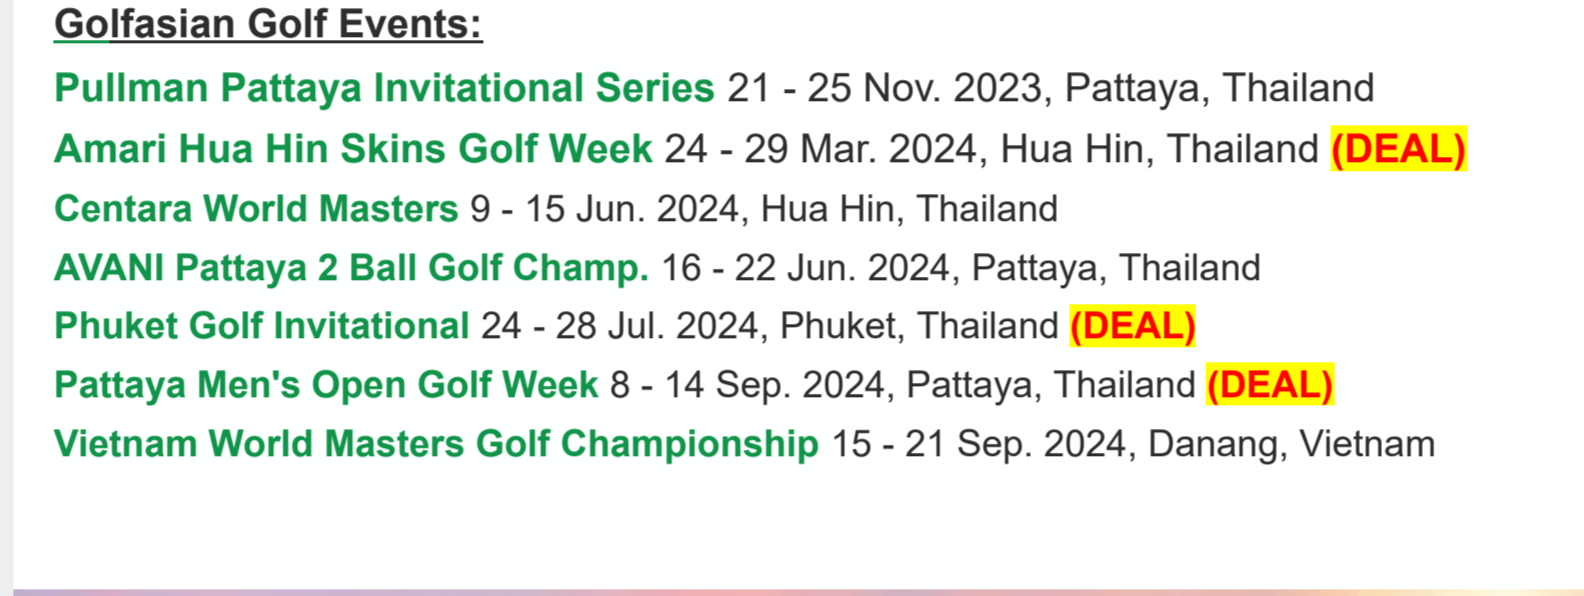 Golfasian Golf Events:
Pullman Pattaya Invitational Series 21 - 25 Nov. 2023, Pattaya, Thailand
Amari Hua Hin Skins Golf Week 24 - 29 Mar. 2024, Hua Hin, Thailand (DEAL)
Centara World Masters 9 - 15 Jun. 2024, Hua Hin, Thailand
AVANI Pattaya 2 Ball Golf Champ. 16 - 22 Jun. 2024, Pattaya, Thailand
Phuket Golf Invitational 24 - 28 Jul. 2024, Phuket, Thailand (DEAL)
Pattaya Men's Open Golf Week 8 - 14 Sep. 2024, Pattaya, Thailand (DEAL)
Vietnam World Masters Golf Championship 15 - 21 Sep. 2024, Danang, Vietnam